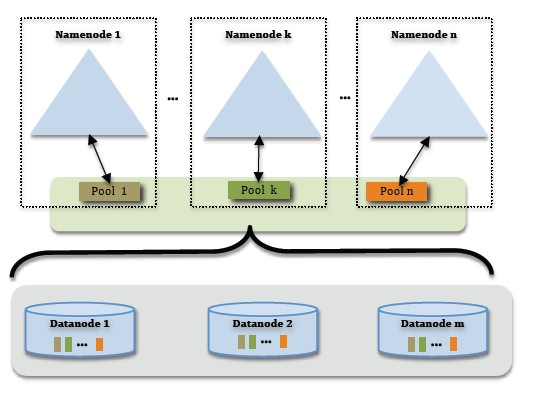 Namenode 1 Namenode k Namenode n
... ...
Pool 1 Pool k Pool n
Datanode 1 Datanode 2 Datanode m
... ... ...